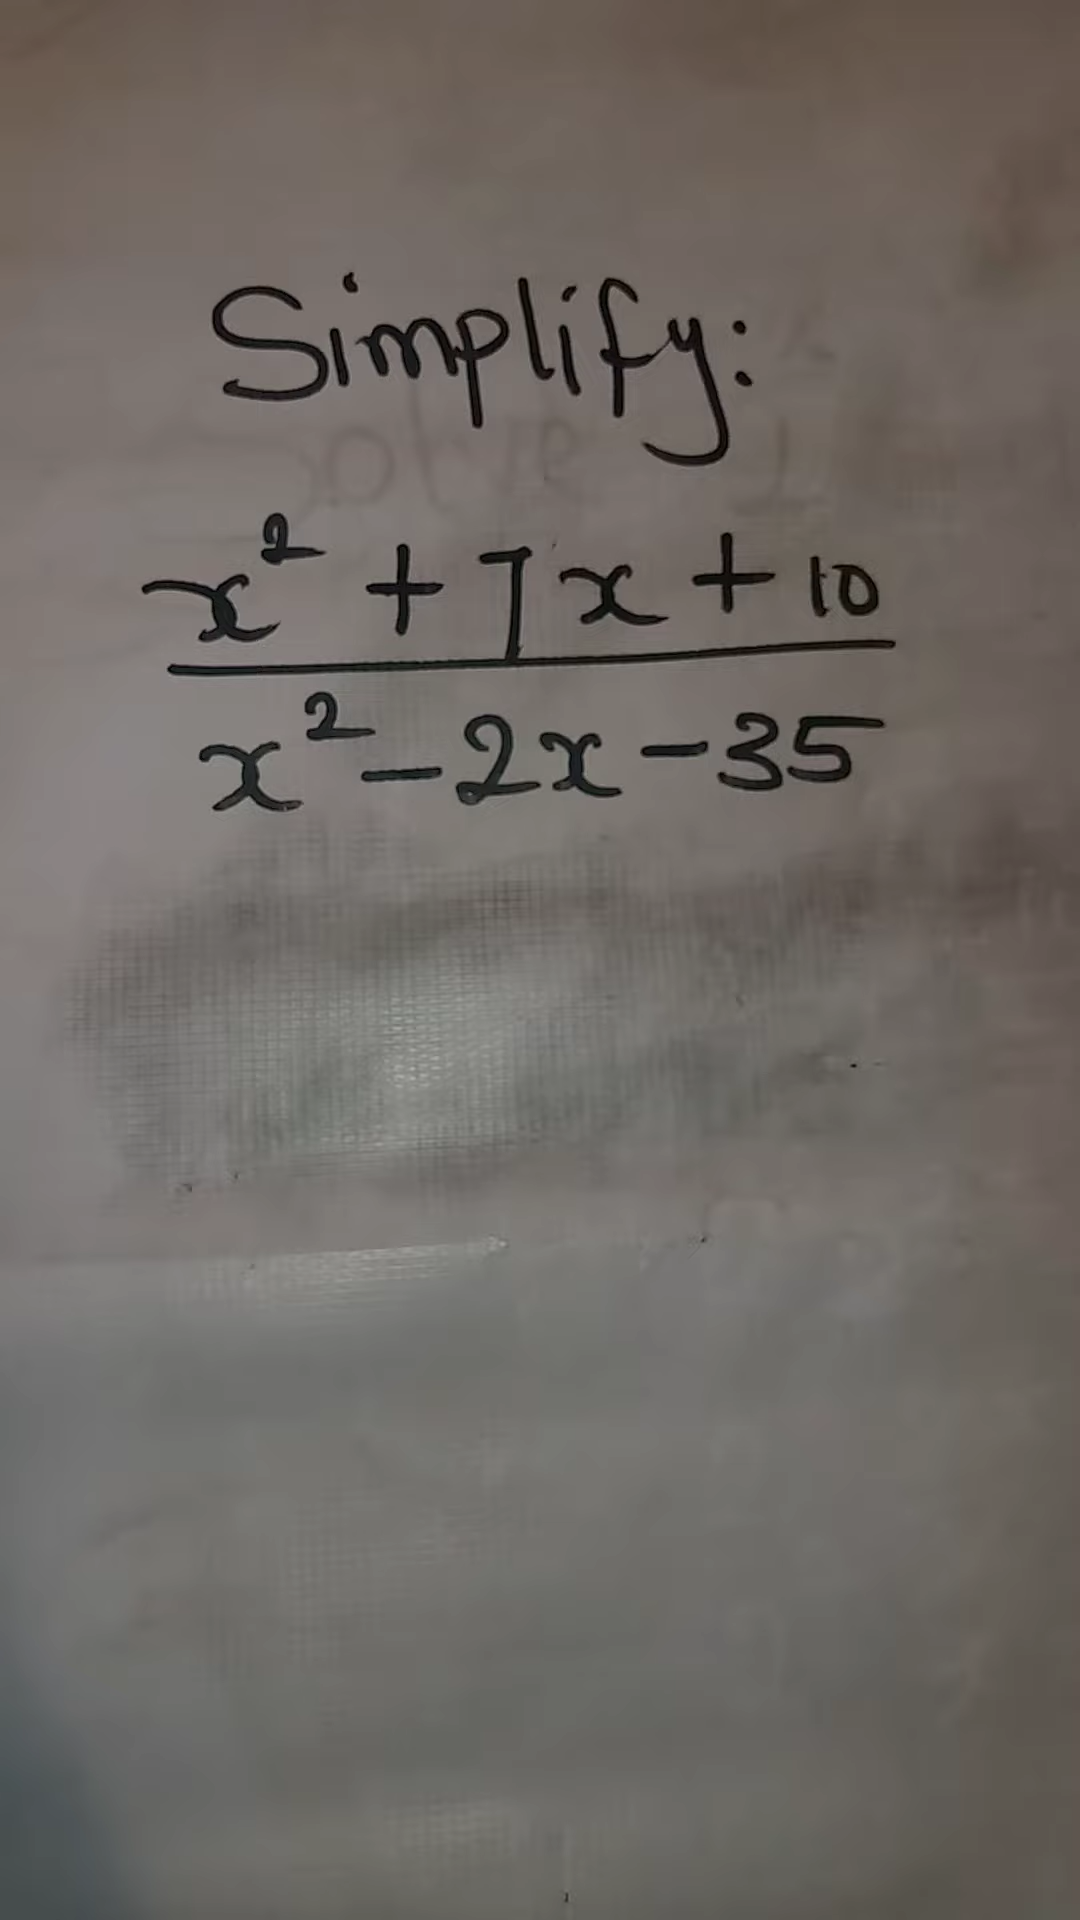 Simplify:
x² + 7x + 10
x² - 2x - 35